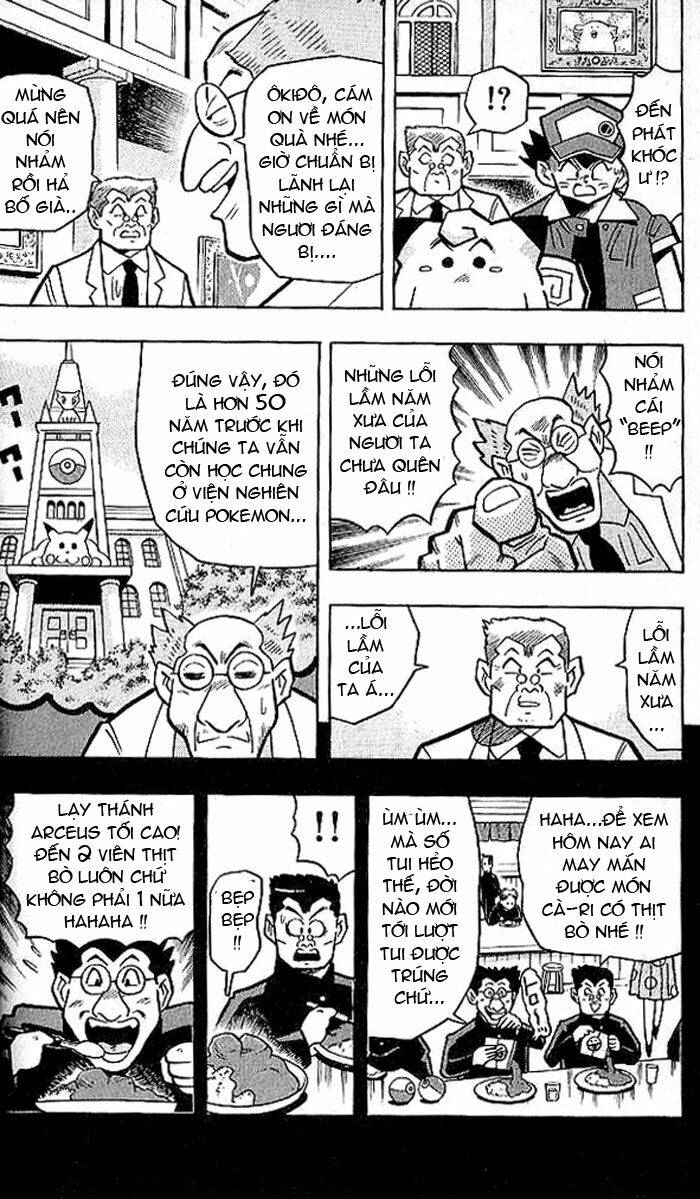 ĐẾN
PHÁT
KHÓC
Ư !?
!?
ÔKIĐÔ, CÁM
ƠN VỀ MÓN
QUÀ NHÉ...
GIỜ CHUẨN BỊ
LÃNH LẠI
NHỮNG GÌ MÀ
NGƯƠI ĐÁNG
BỊ....
MỪNG
QUÁ NÊN
NÓI
NHẢM
RỒI HẢ
BỐ GIÀ..
NÓI
NHẢM
CÁI
"BEEP"
!!
NHỮNG LỖI
LẦM NĂM
XƯA CỦA
NGƯƠI TA
CHƯA QUÊN
ĐÂU !!
LỖI
LẦM
NĂM
XƯA
...
...LỖI
LẦM
CỦA
TA Á...
ĐÚNG VẬY, ĐÓ
LÀ HƠN 50
NĂM TRƯỚC KHI
CHÚNG TA VẪN
CÒN HỌC CHUNG
Ở VIỆN NGHIÊN
CỨU POKEMON...
HAHA...ĐỂ XEM
HÔM NAY AI
MAY MẮN
ĐƯỢC MÓN
CÀ-RI CÓ THỊT
BÒ NHÉ !!
ÙM ÙM...
MÀ SỐ
TUI HẺO
THẾ, ĐỜI
NÀO MỚI
TỚI LƯỢT
TUI ĐƯỢC
TRÚNG
CHỨ...
!!
BẸP
BẸP
!!
LẠY THÁNH
ARCEUS TỐI CAO!
ĐẾN 2 VIÊN THỊT
BÒ LUÔN CHỨ
KHÔNG PHẢI 1 NỮA
HAHAHA !!